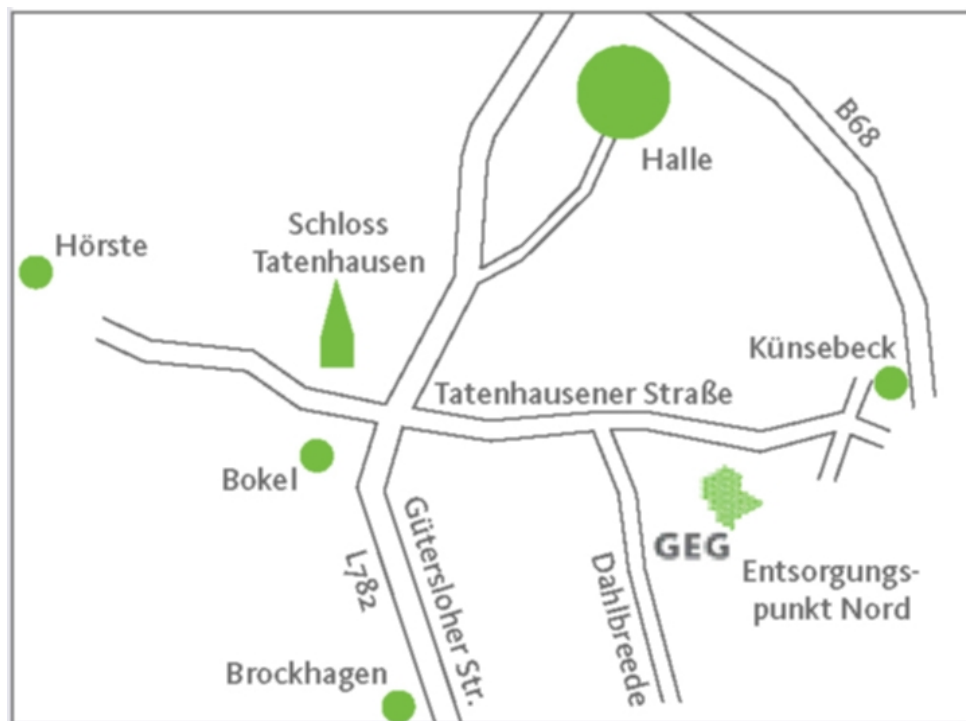 B68
Halle
Schloss
Tatenhausen
Hörste
Künsebeck
Tatenhausener Straße
Bokel
L782
Gütersloher Str.
Dahlbreede
GEG
Entsorgungs-
punkt Nord
Brockhagen